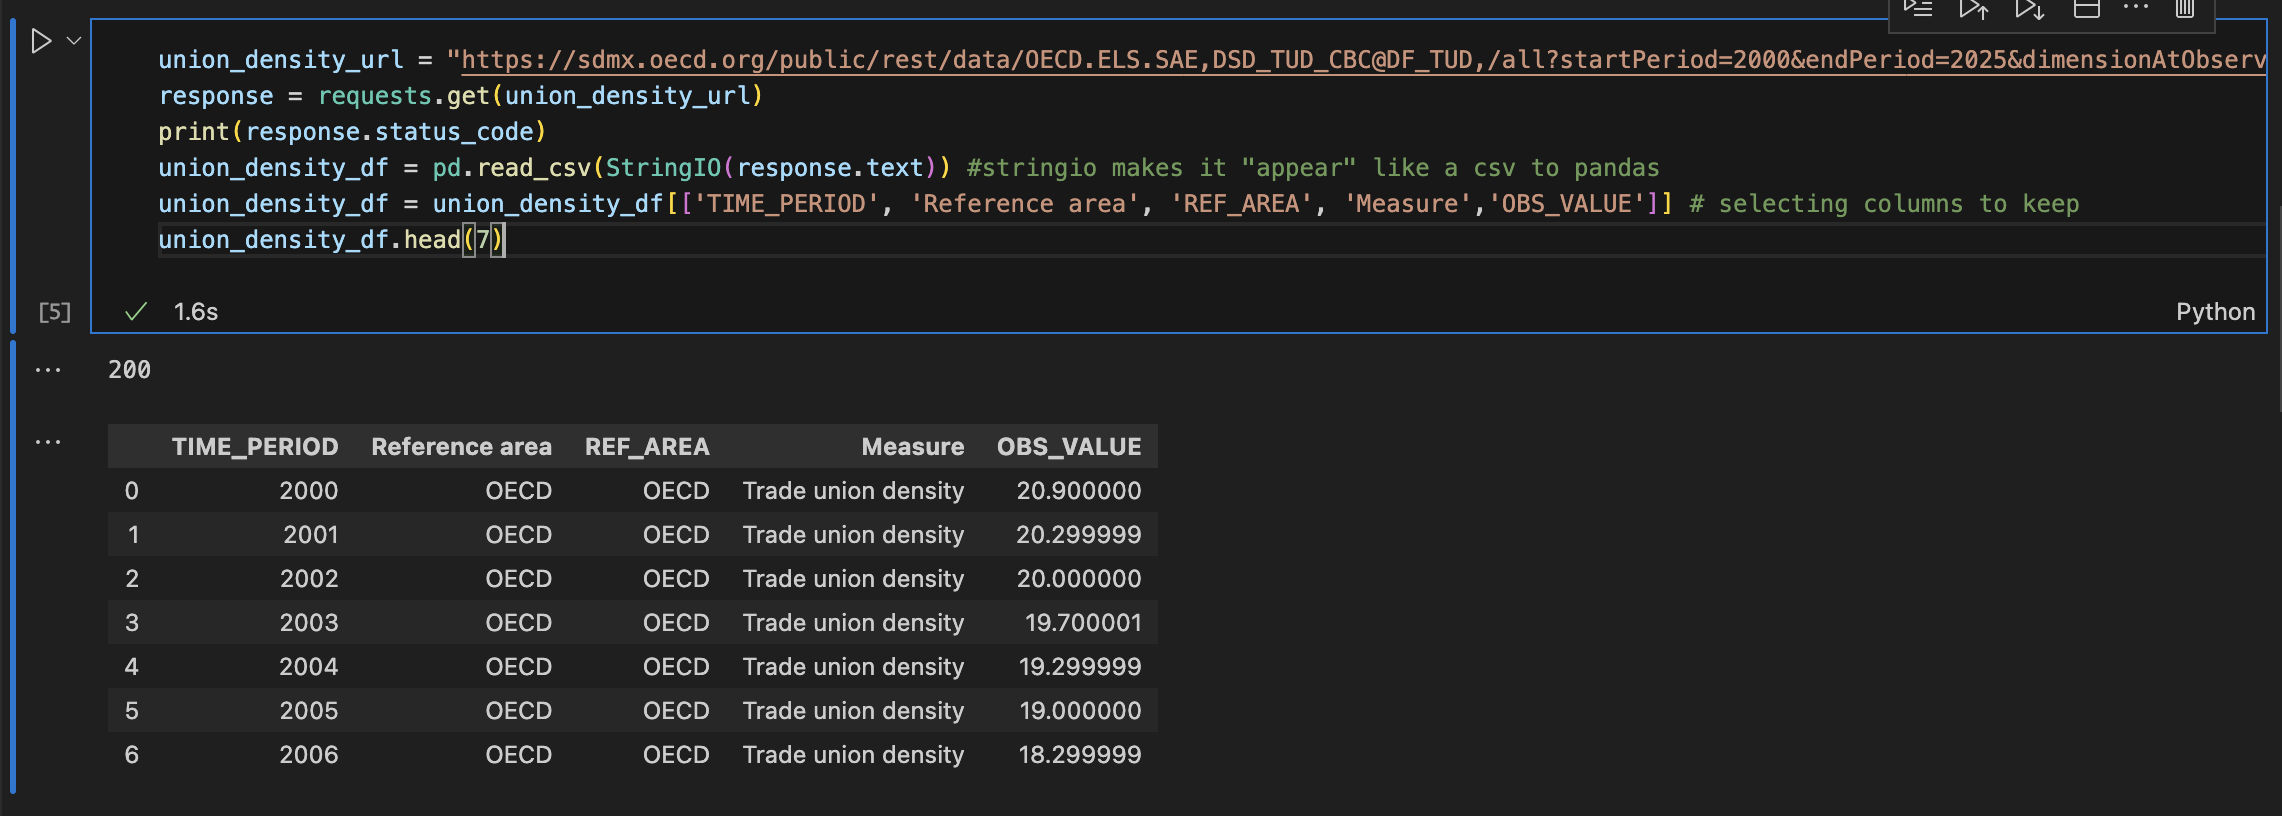 union_density_url = "https://sdmx.oecd.org/public/rest/data/OECD.ELS.SAE,DSD_TUD_CBC@DF_TUD,/all?startPeriod=2000&endPeriod=2025&dimensionAtObserv
response = requests.get(union_density_url)
print(response.status_code)
union_density_df = pd.read_csv(StringIO(response.text)) #stringio makes it "appear" like a csv to pandas
union_density_df = union_density_df[['TIME_PERIOD', 'Reference area', 'REF_AREA', 'Measure','OBS_VALUE']] # selecting columns to keep
union_density_df.head(7)
[5] 1.6s Python
200
TIME_PERIOD Reference area REF_AREA Measure OBS_VALUE
0 2000 OECD OECD Trade union density 20.900000
1 2001 OECD OECD Trade union density 20.299999
2 2002 OECD OECD Trade union density 20.000000
3 2003 OECD OECD Trade union density 19.700001
4 2004 OECD OECD Trade union density 19.299999
5 2005 OECD OECD Trade union density 19.000000
6 2006 OECD OECD Trade union density 18.299999